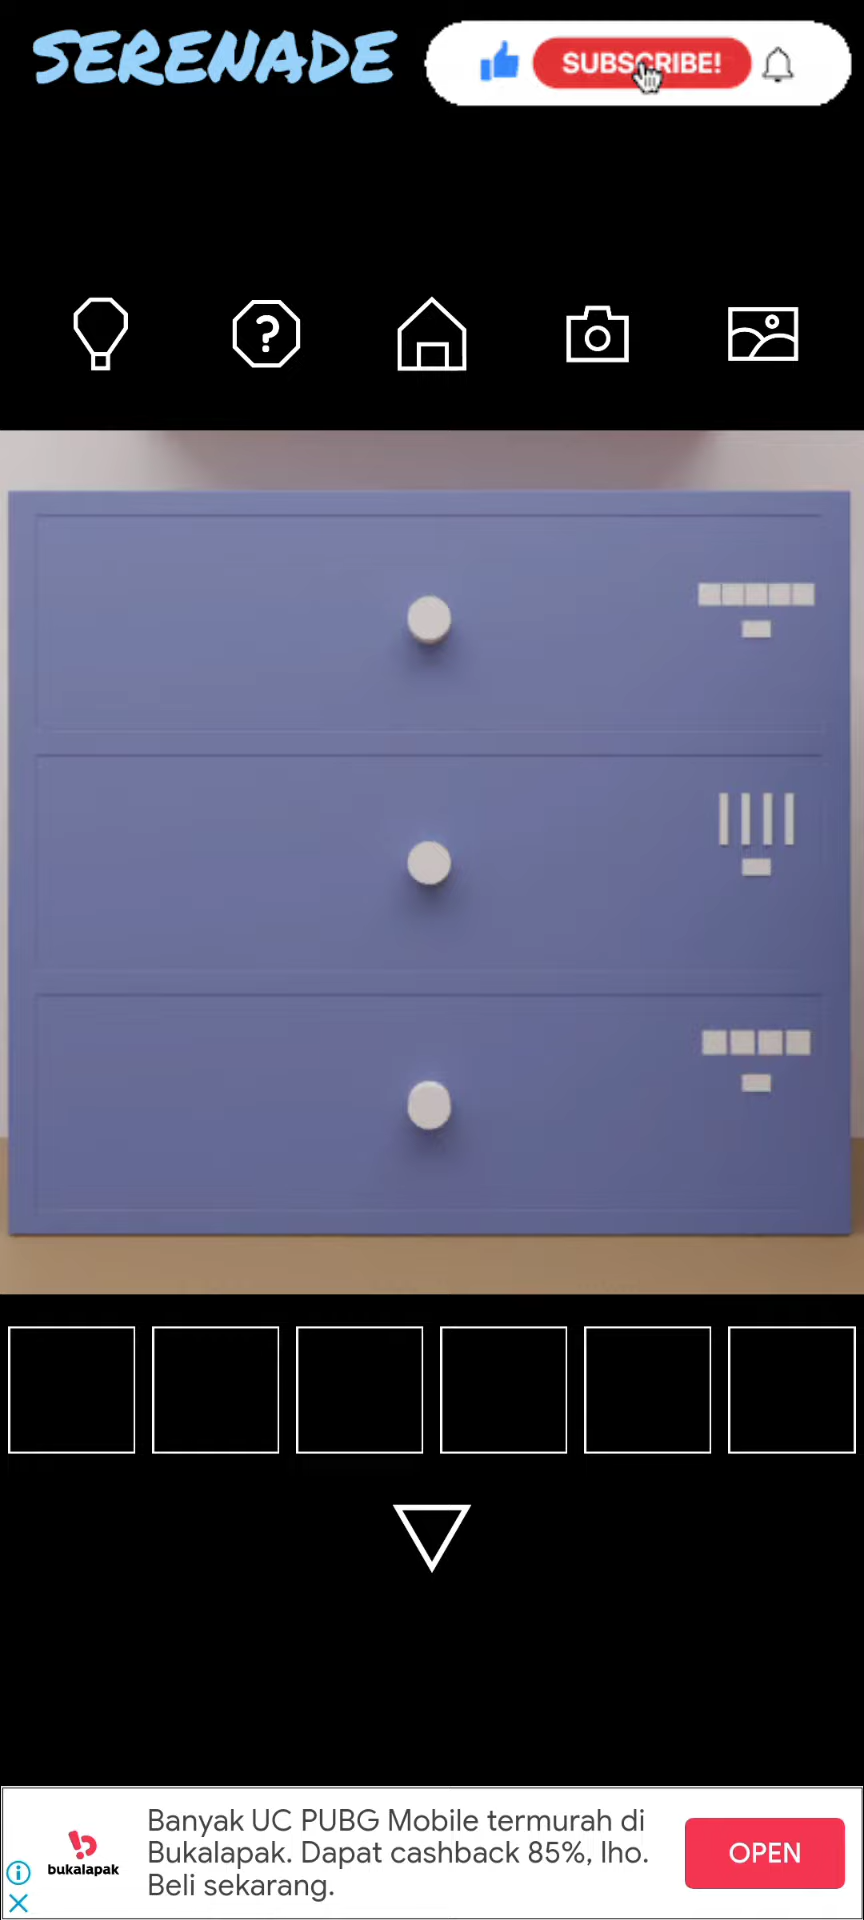 SERENADE
SUBSCRIBE!
?
Banyak UC PUBG Mobile termurah di
Bukalapak. Dapat cashback 85%, lho.
Beli sekarang.
bukalapak
OPEN